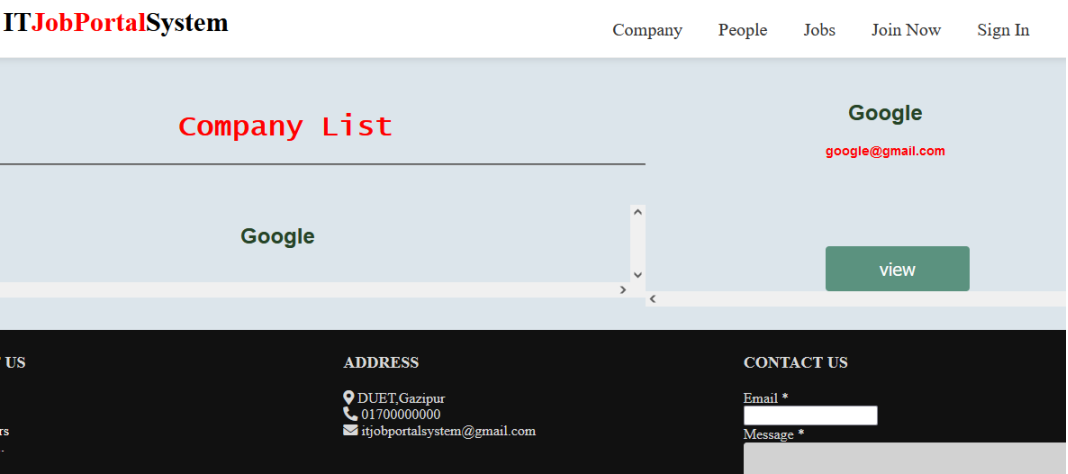 ITJobPortalSystem
Company People Jobs Join Now Sign In
Company List
Google
Google
google@gmail.com
view
US
rs
ADDRESS
DUET,Gazipur
01700000000
itjobportalsystem@gmail.com
CONTACT US
Email *
Message *